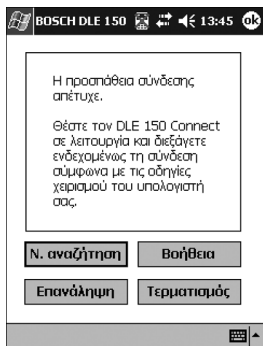 BOSCH DLE 150 13:45 ok
Η προσπάθεια σύνδεσης
απέτυχε.
Θέστε τον DLE 150 Connect
σε λειτουργία και διεξάγετε
ενδεχομένως τη σύνδεση
σύμφωνα με τις οδηγίες
χειρισμού του υπολογιστή
σας.
Ν. αναζήτηση Βοήθεια
Επανάληψη Τερματισμός